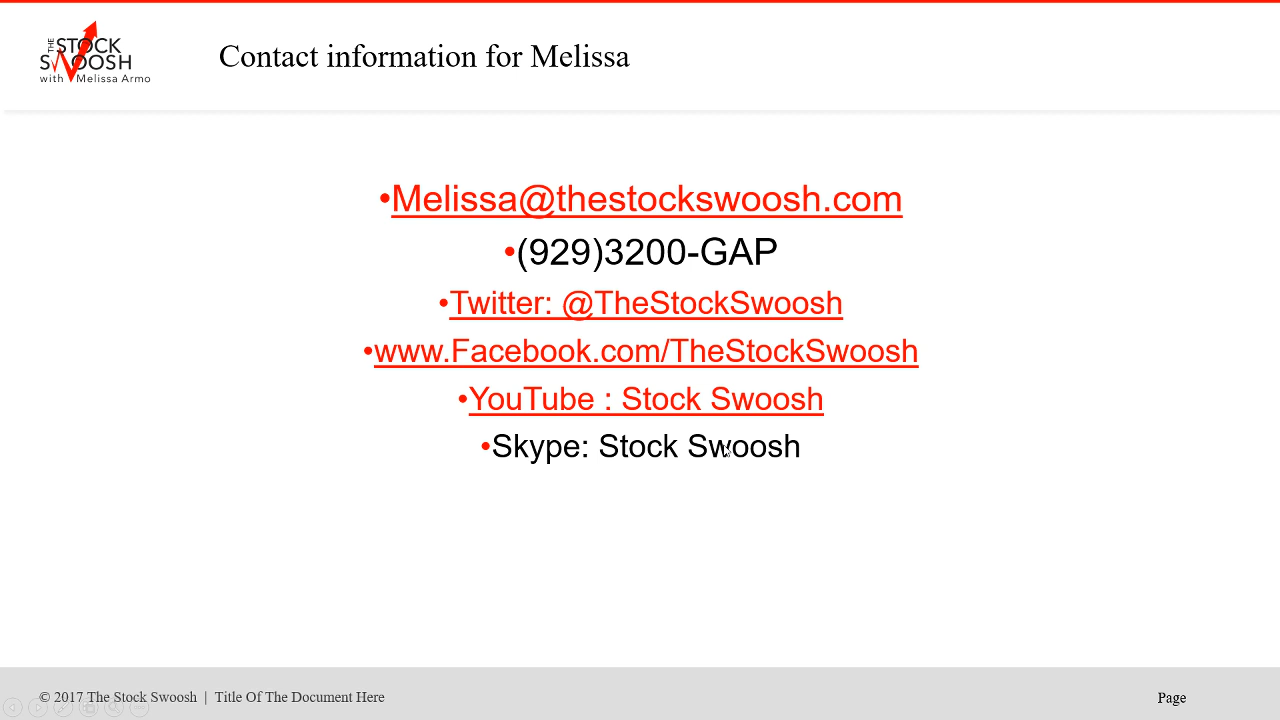 THE STOCK
SWOOSH
with Melissa Armo
Contact information for Melissa
•Melissa@thestockswoosh.com
•(929)3200-GAP
•Twitter: @TheStockSwoosh
•www.Facebook.com/TheStockSwoosh
•YouTube : Stock Swoosh
•Skype: Stock Swoosh
© 2017 The Stock Swoosh | Title Of The Document Here
Page